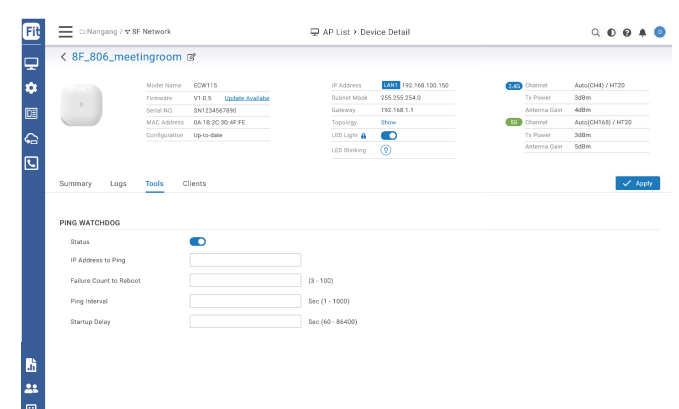 Fit
Nangang / 8F Network
AP List > Device Detail
8F_806_meetingroom
Model Name ECW115
Firmware V1.0.5 Update Availabe
Serial NO. SN1234567890
MAC Address 0A:1B:2C:3D:4F:FE
Configuration Up-to-date
IP Address LAN1 192.168.100.150
Subnet Mask 255.255.254.0
Gateway 192.168.1.1
Topology Show
LED Light
LED Blinking
2.4G Channel Auto(CH4) / HT20
Tx Power 3dBm
Antenna Gain 4dBm
5G Channel Auto(CH165) / HT20
Tx Power 3dBm
Antenna Gain 5dBm
Summary Logs Tools Clients
Apply
PING WATCHDOG
Status
IP Address to Ping
Failure Count to Reboot (3 - 100)
Ping Interval Sec (1 - 1000)
Startup Delay Sec (60 - 86400)